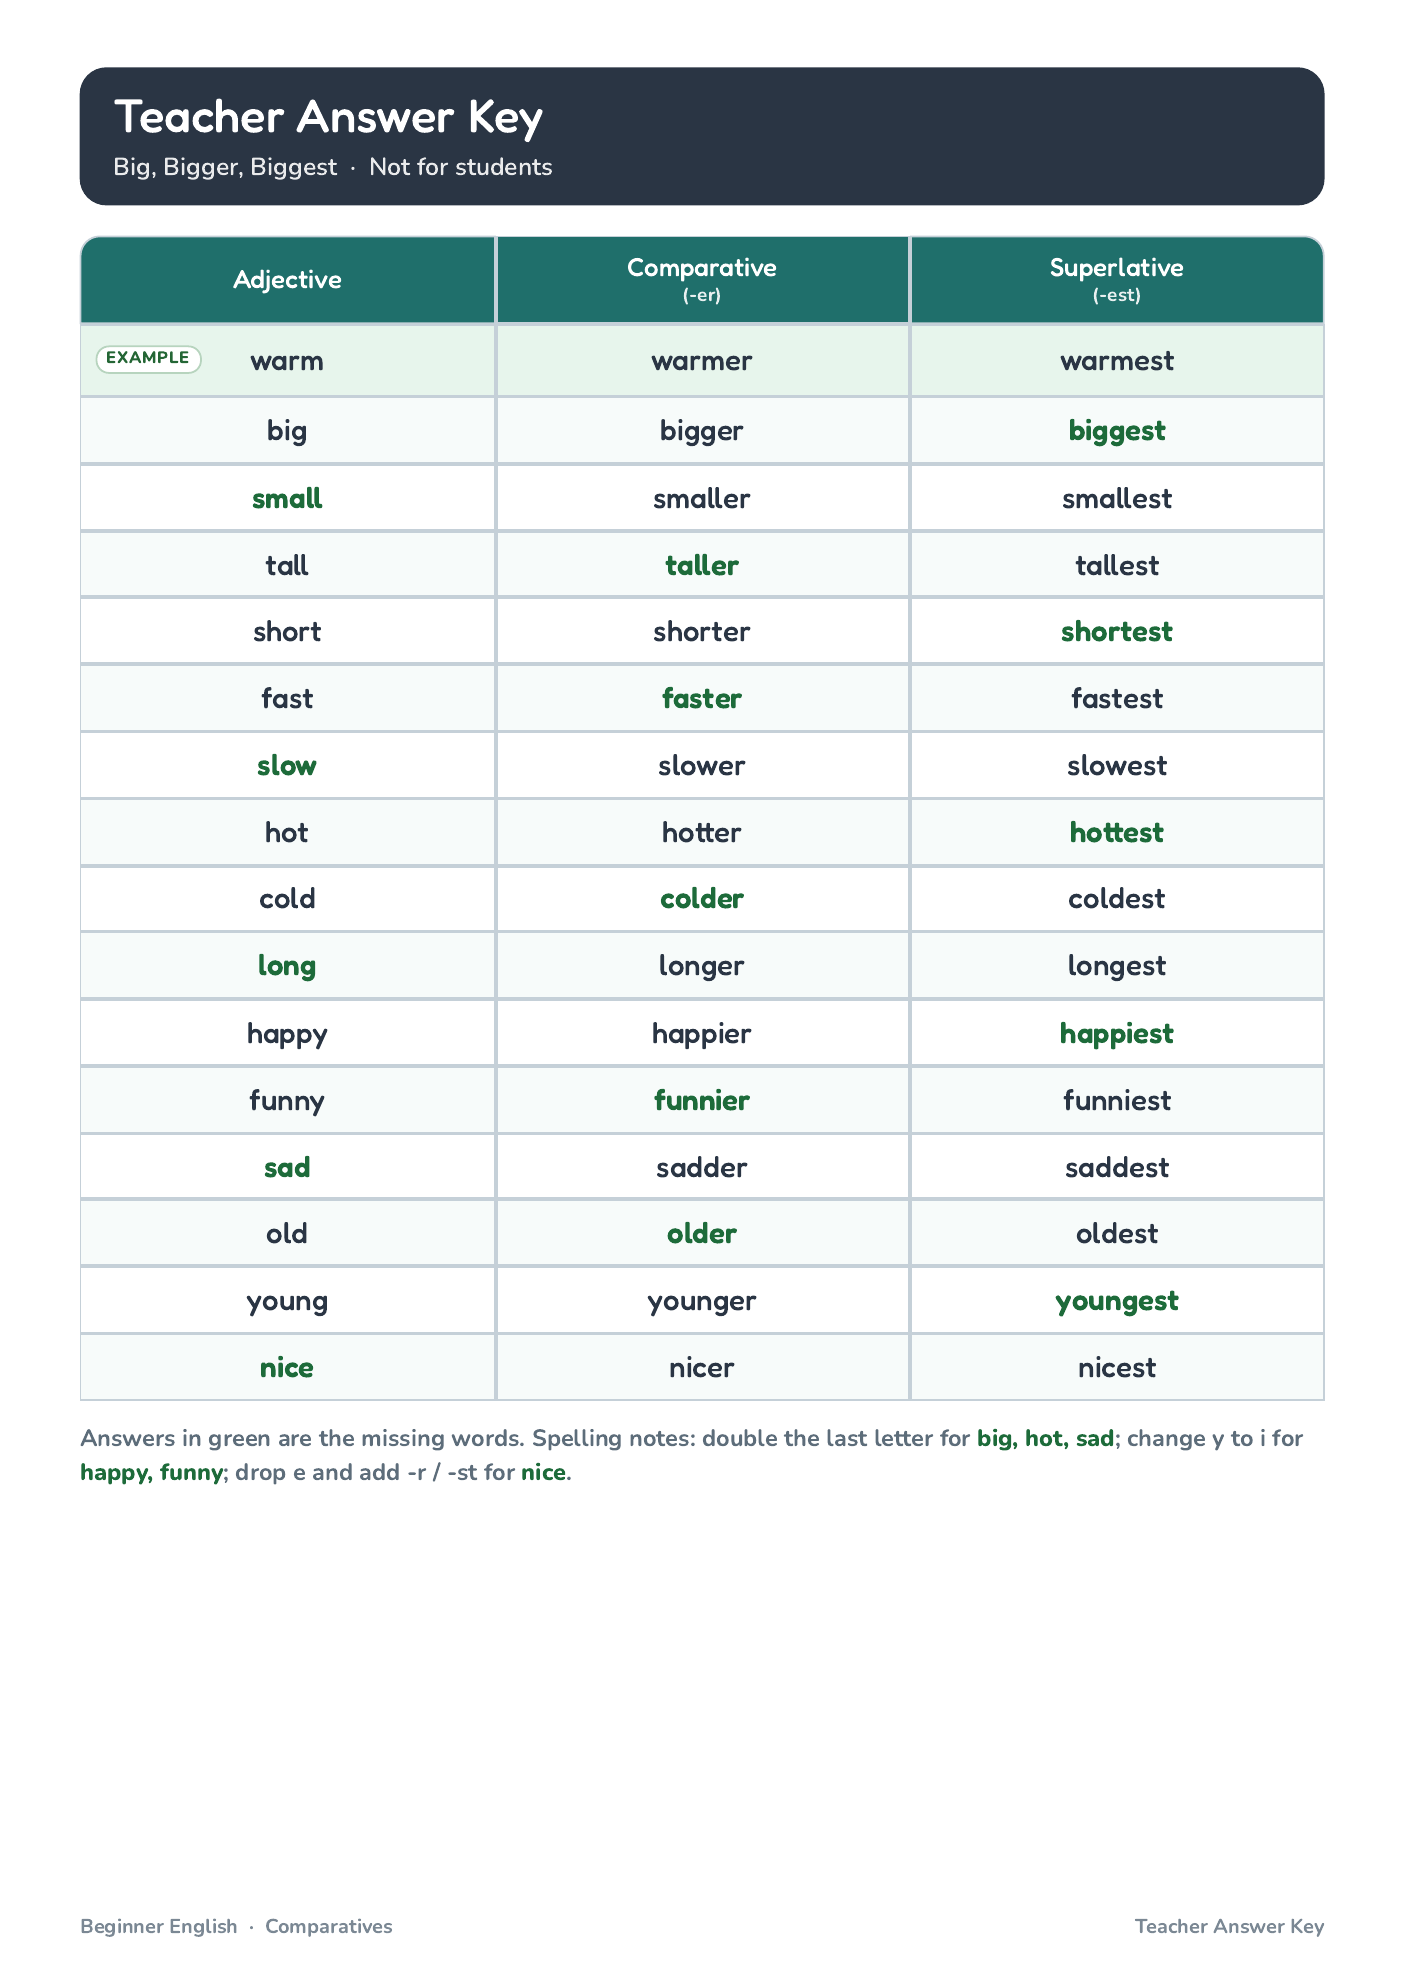 Teacher Answer Key
Big, Bigger, Biggest · Not for students
Adjective Comparative Superlative
(-er) (-est)
EXAMPLE warm warmer warmest
big bigger biggest
small smaller smallest
tall taller tallest
short shorter shortest
fast faster fastest
slow slower slowest
hot hotter hottest
cold colder coldest
long longer longest
happy happier happiest
funny funnier funniest
sad sadder saddest
old older oldest
young younger youngest
nice nicer nicest
Answers in green are the missing words. Spelling notes: double the last letter for big, hot, sad; change y to i for
happy, funny; drop e and add -r / -st for nice.
Beginner English · Comparatives Teacher Answer Key